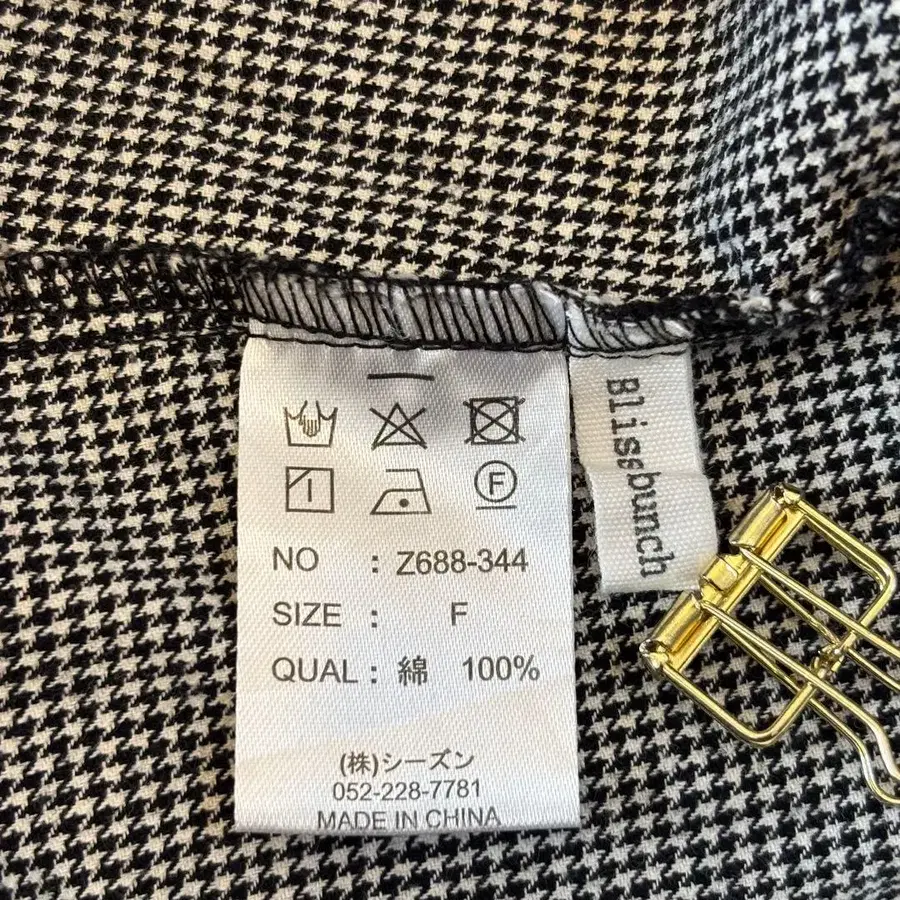 NO : Z688-344
SIZE : F
QUAL : 綿 100%
(株)シーズン
052-228-7781
MADE IN CHINA
Blissbunch
F